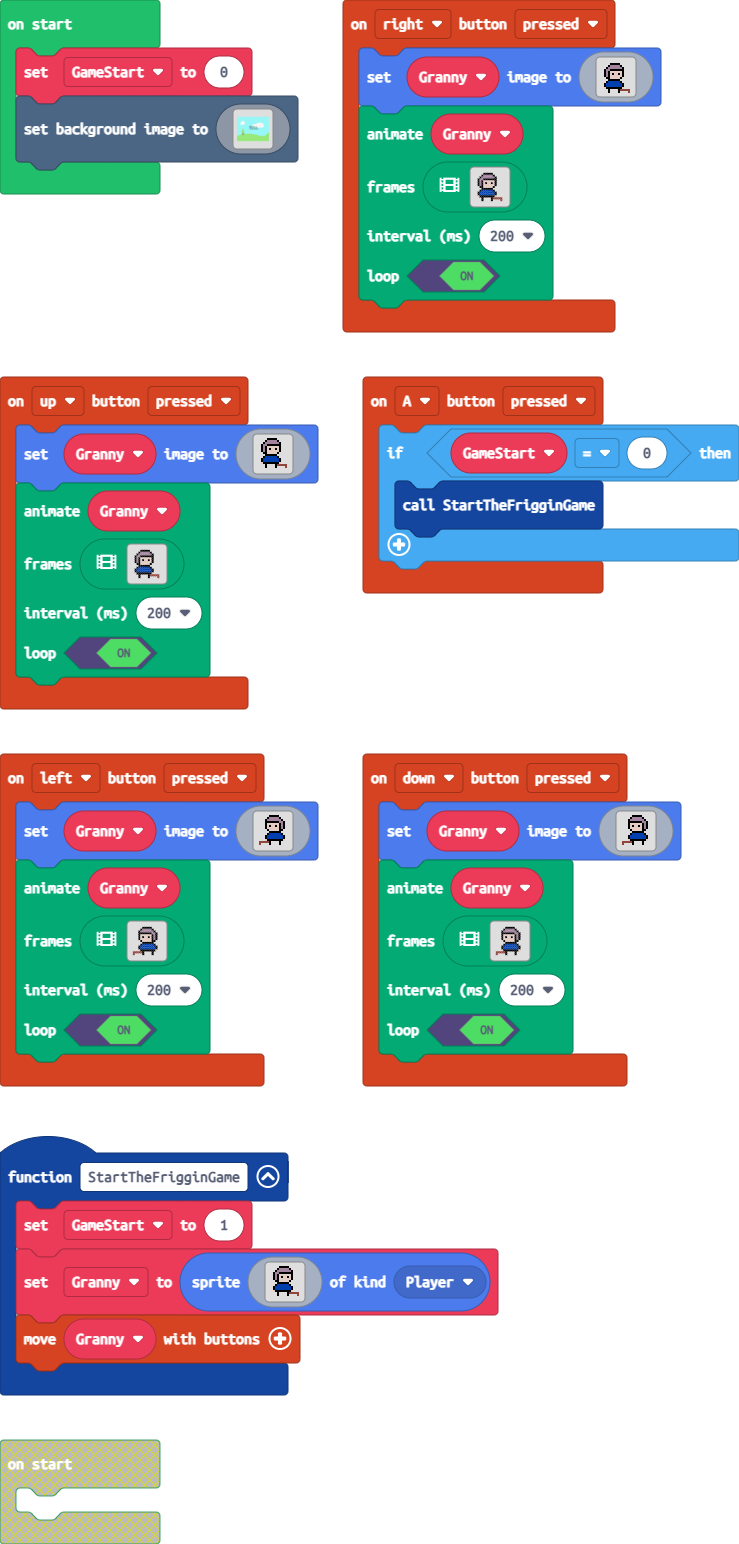 on start
set GameStart to 0
set background image to
on right button pressed
set Granny image to
animate Granny
frames
interval (ms) 200
loop ON
on up button pressed
set Granny image to
animate Granny
frames
interval (ms) 200
loop ON
on A button pressed
if GameStart = 0 then
call StartTheFrigginGame
on left button pressed
set Granny image to
animate Granny
frames
interval (ms) 200
loop ON
on down button pressed
set Granny image to
animate Granny
frames
interval (ms) 200
loop ON
function StartTheFrigginGame
set GameStart to 1
set Granny to sprite of kind Player
move Granny with buttons
on start